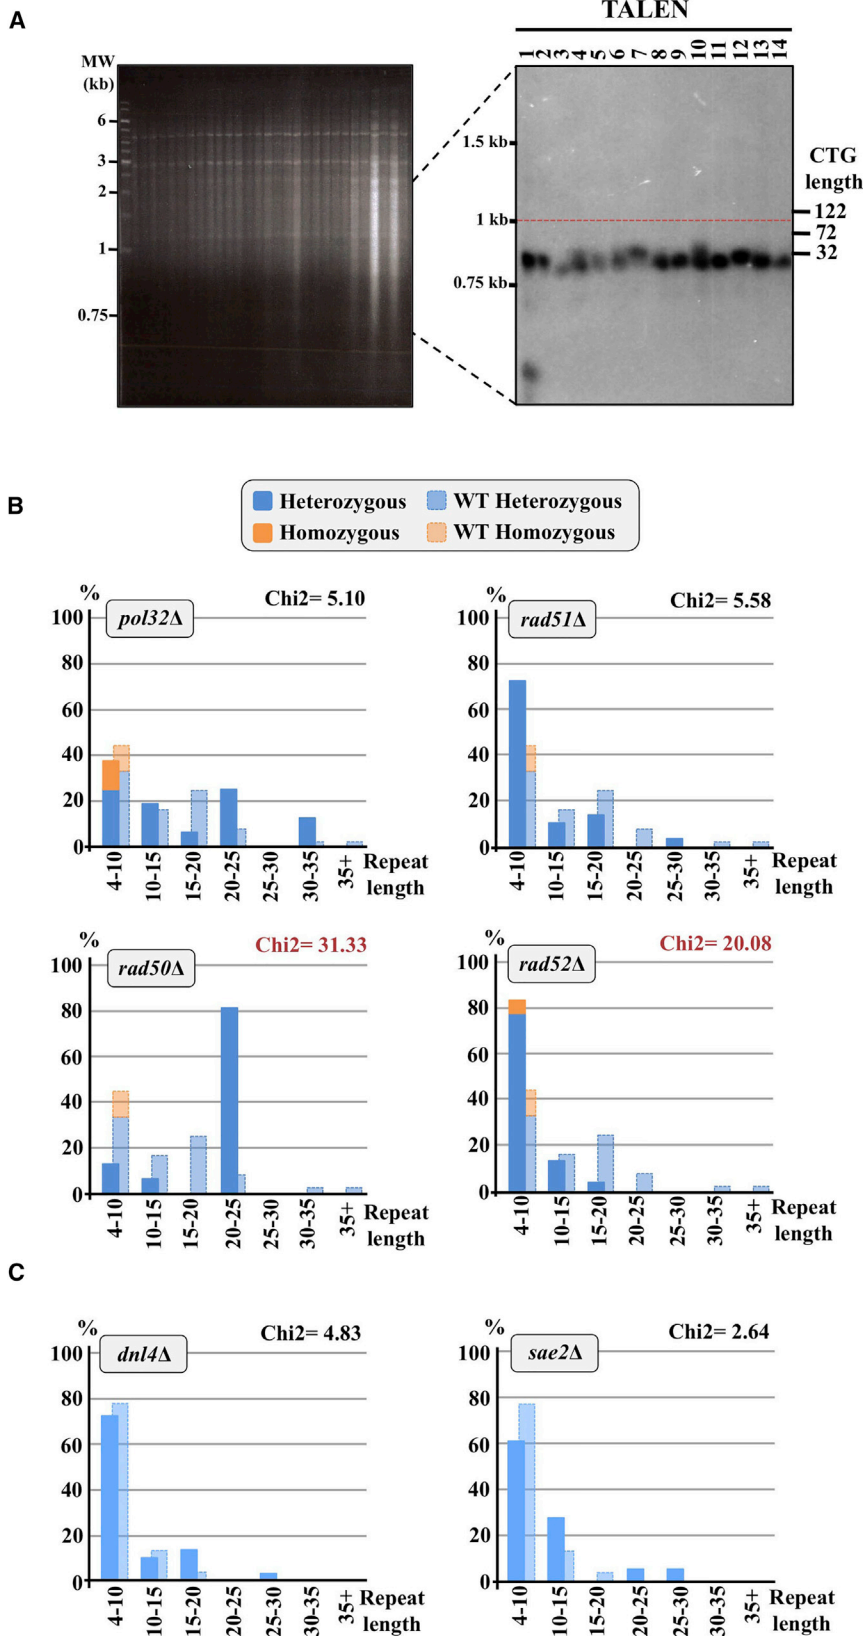 A
TALEN
MW
(kb)
1 2 3 4 5 6 7 8 9 10 11 12 13 14
6
3
2
1
0.75
1.5 kb
1 kb
0.75 kb
CTG
length
122
72
32
B
Heterozygous
WT Heterozygous
Homozygous
WT Homozygous
%
pol32Δ
Chi2= 5.10
100
80
60
40
20
0
4-10 10-15 15-20 20-25 25-30 30-35 35+
Repeat
length
%
rad51Δ
Chi2= 5.58
100
80
60
40
20
0
4-10 10-15 15-20 20-25 25-30 30-35 35+
Repeat
length
%
rad50Δ
Chi2= 31.33
100
80
60
40
20
0
4-10 10-15 15-20 20-25 25-30 30-35 35+
Repeat
length
%
rad52Δ
Chi2= 20.08
100
80
60
40
20
0
4-10 10-15 15-20 20-25 25-30 30-35 35+
Repeat
length
C
%
dnl4Δ
Chi2= 4.83
100
80
60
40
20
0
4-10 10-15 15-20 20-25 25-30 30-35 35+
Repeat
length
%
sae2Δ
Chi2= 2.64
100
80
60
40
20
0
4-10 10-15 15-20 20-25 25-30 30-35 35+
Repeat
length